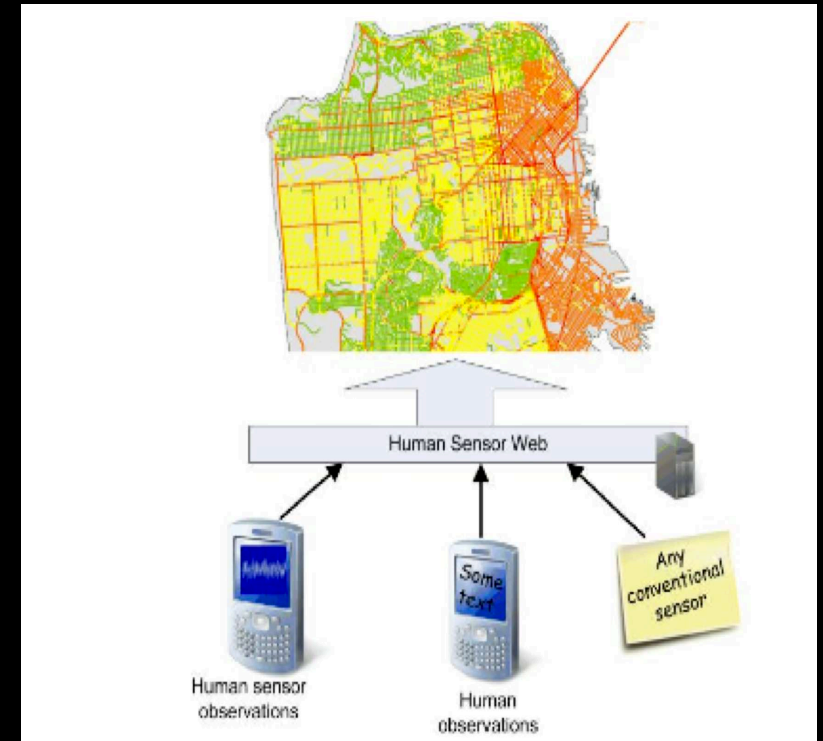 Human Sensor Web
Some
text
Any
conventional
sensor
Human sensor
observations
Human
observations